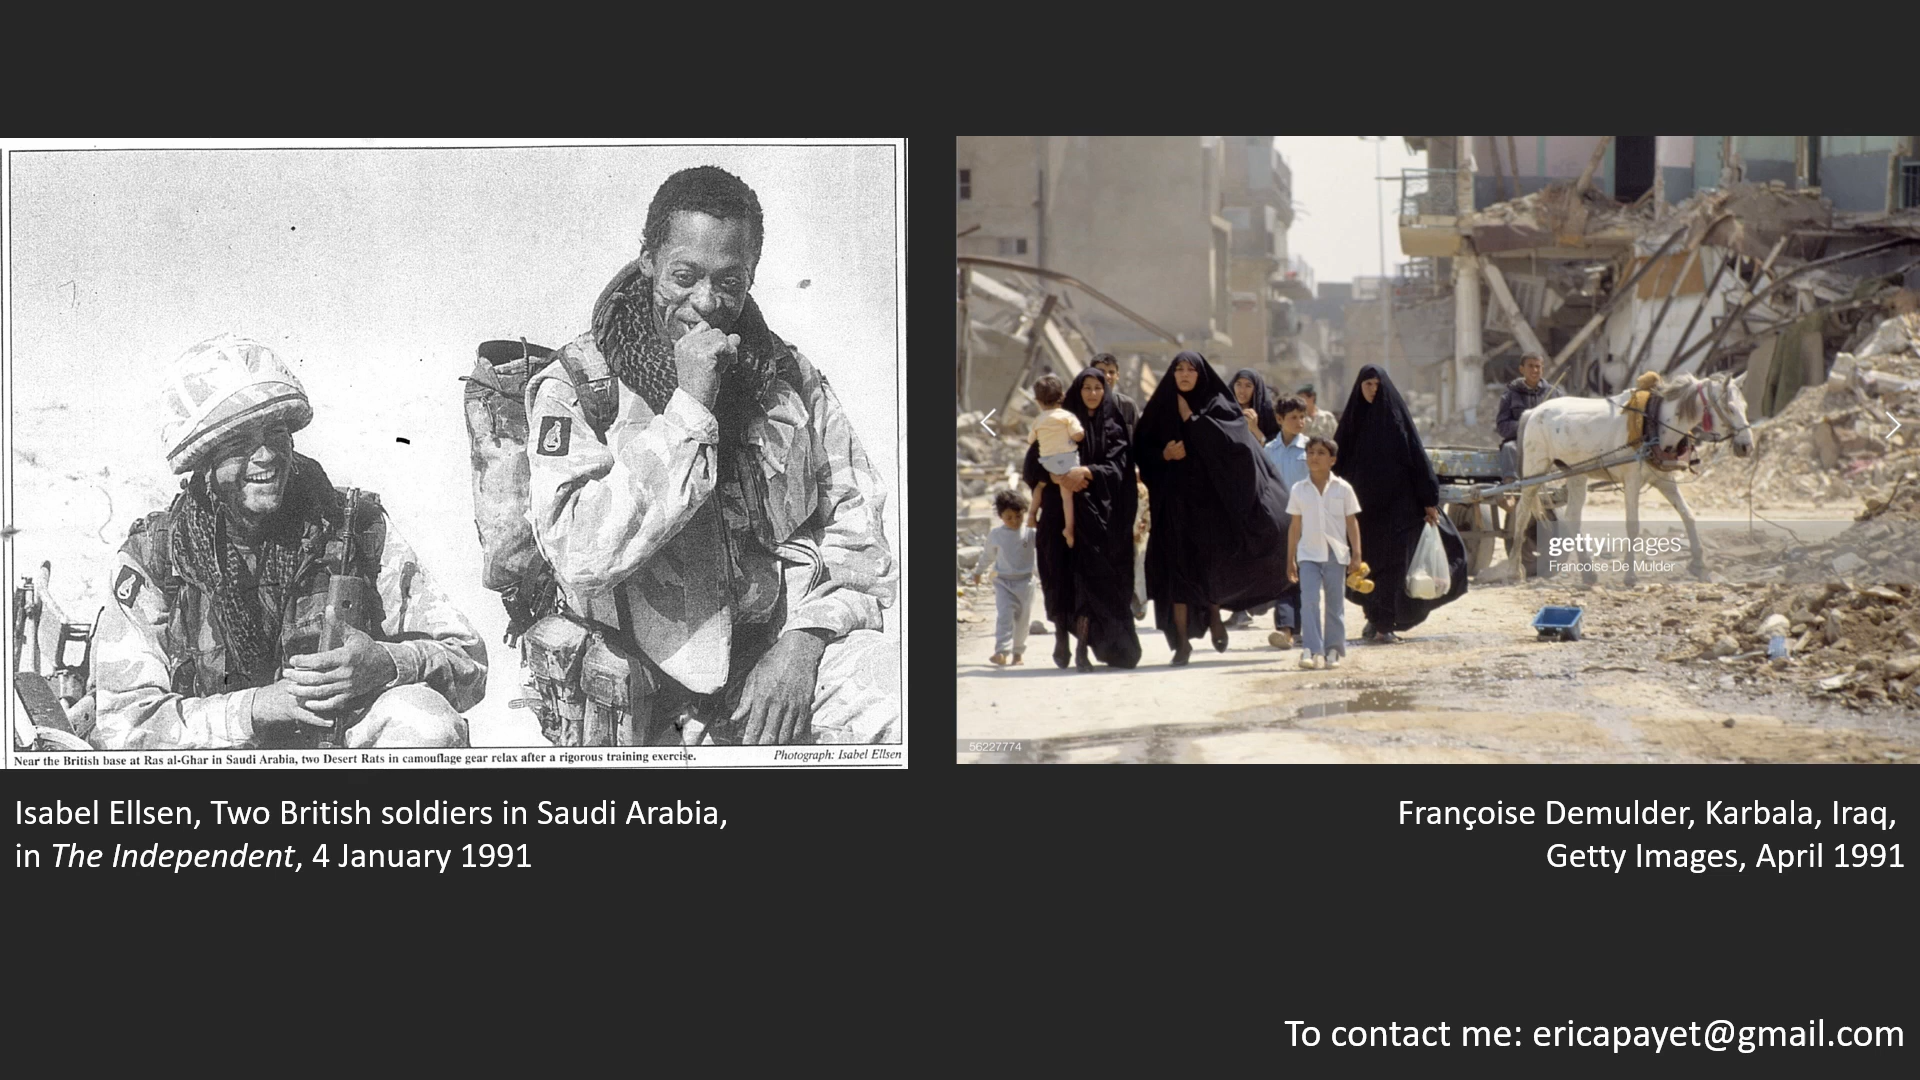 Near the British base at Ras al-Ghar in Saudi Arabia, two Desert Rats in camouflage gear relax after a rigorous training exercise.
Photograph: Isabel Ellsen
gettyimages
Francoise De Mulder
56227774
Isabel Ellsen, Two British soldiers in Saudi Arabia,
in The Independent, 4 January 1991
Françoise Demulder, Karbala, Iraq,
Getty Images, April 1991
To contact me: ericapayet@gmail.com